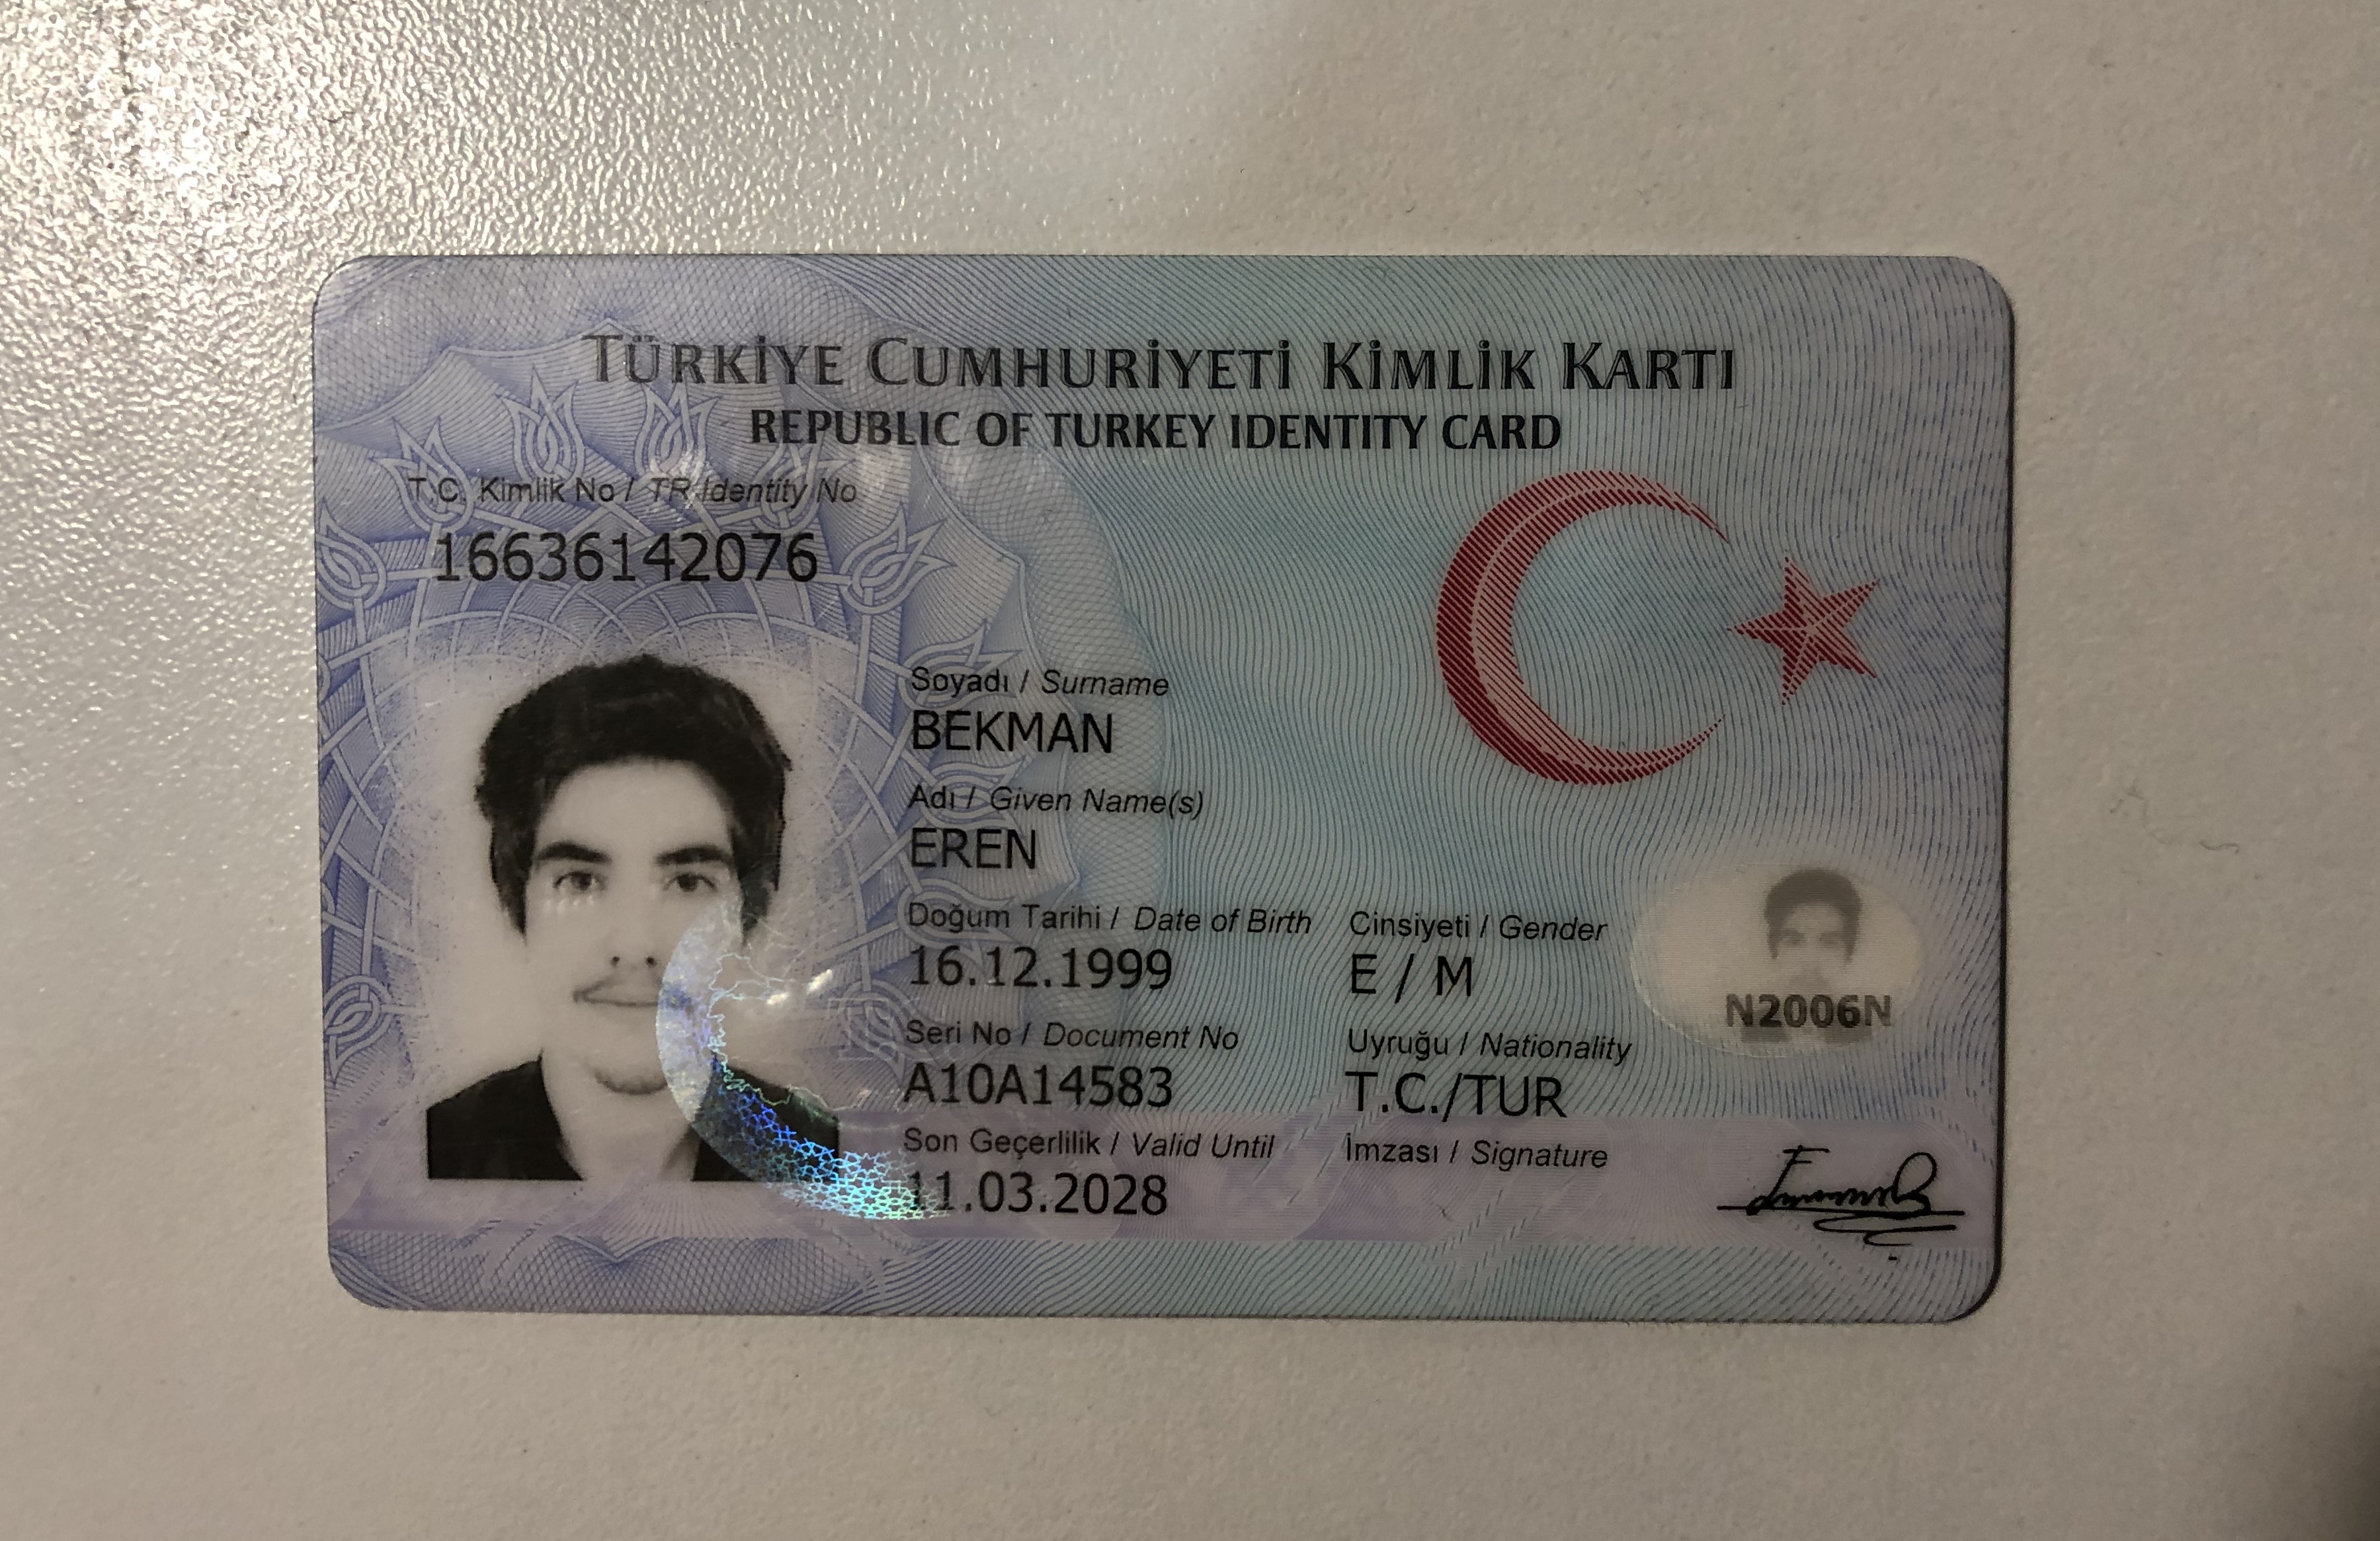 TÜRKİYE CUMHURİYETİ KİMLİK KARTI
REPUBLIC OF TURKEY IDENTITY CARD
T.C. Kimlik No / TR Identity No
16636142076
Soyadı / Surname
BEKMAN
Adı / Given Name(s)
EREN
Doğum Tarihi / Date of Birth Cinsiyeti / Gender
16.12.1999 E / M
N2006N
Seri No / Document No Uyruğu / Nationality
A10A14583 T.C./TUR
Son Geçerlilik / Valid Until İmzası / Signature
11.03.2028